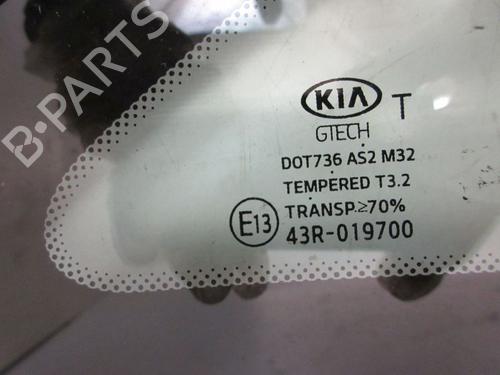 B-PARTS
KIA T
GTECH
DOT736 AS2 M32
TEMPERED T3.2
TRANSP.≥70%
E13 43R-019700